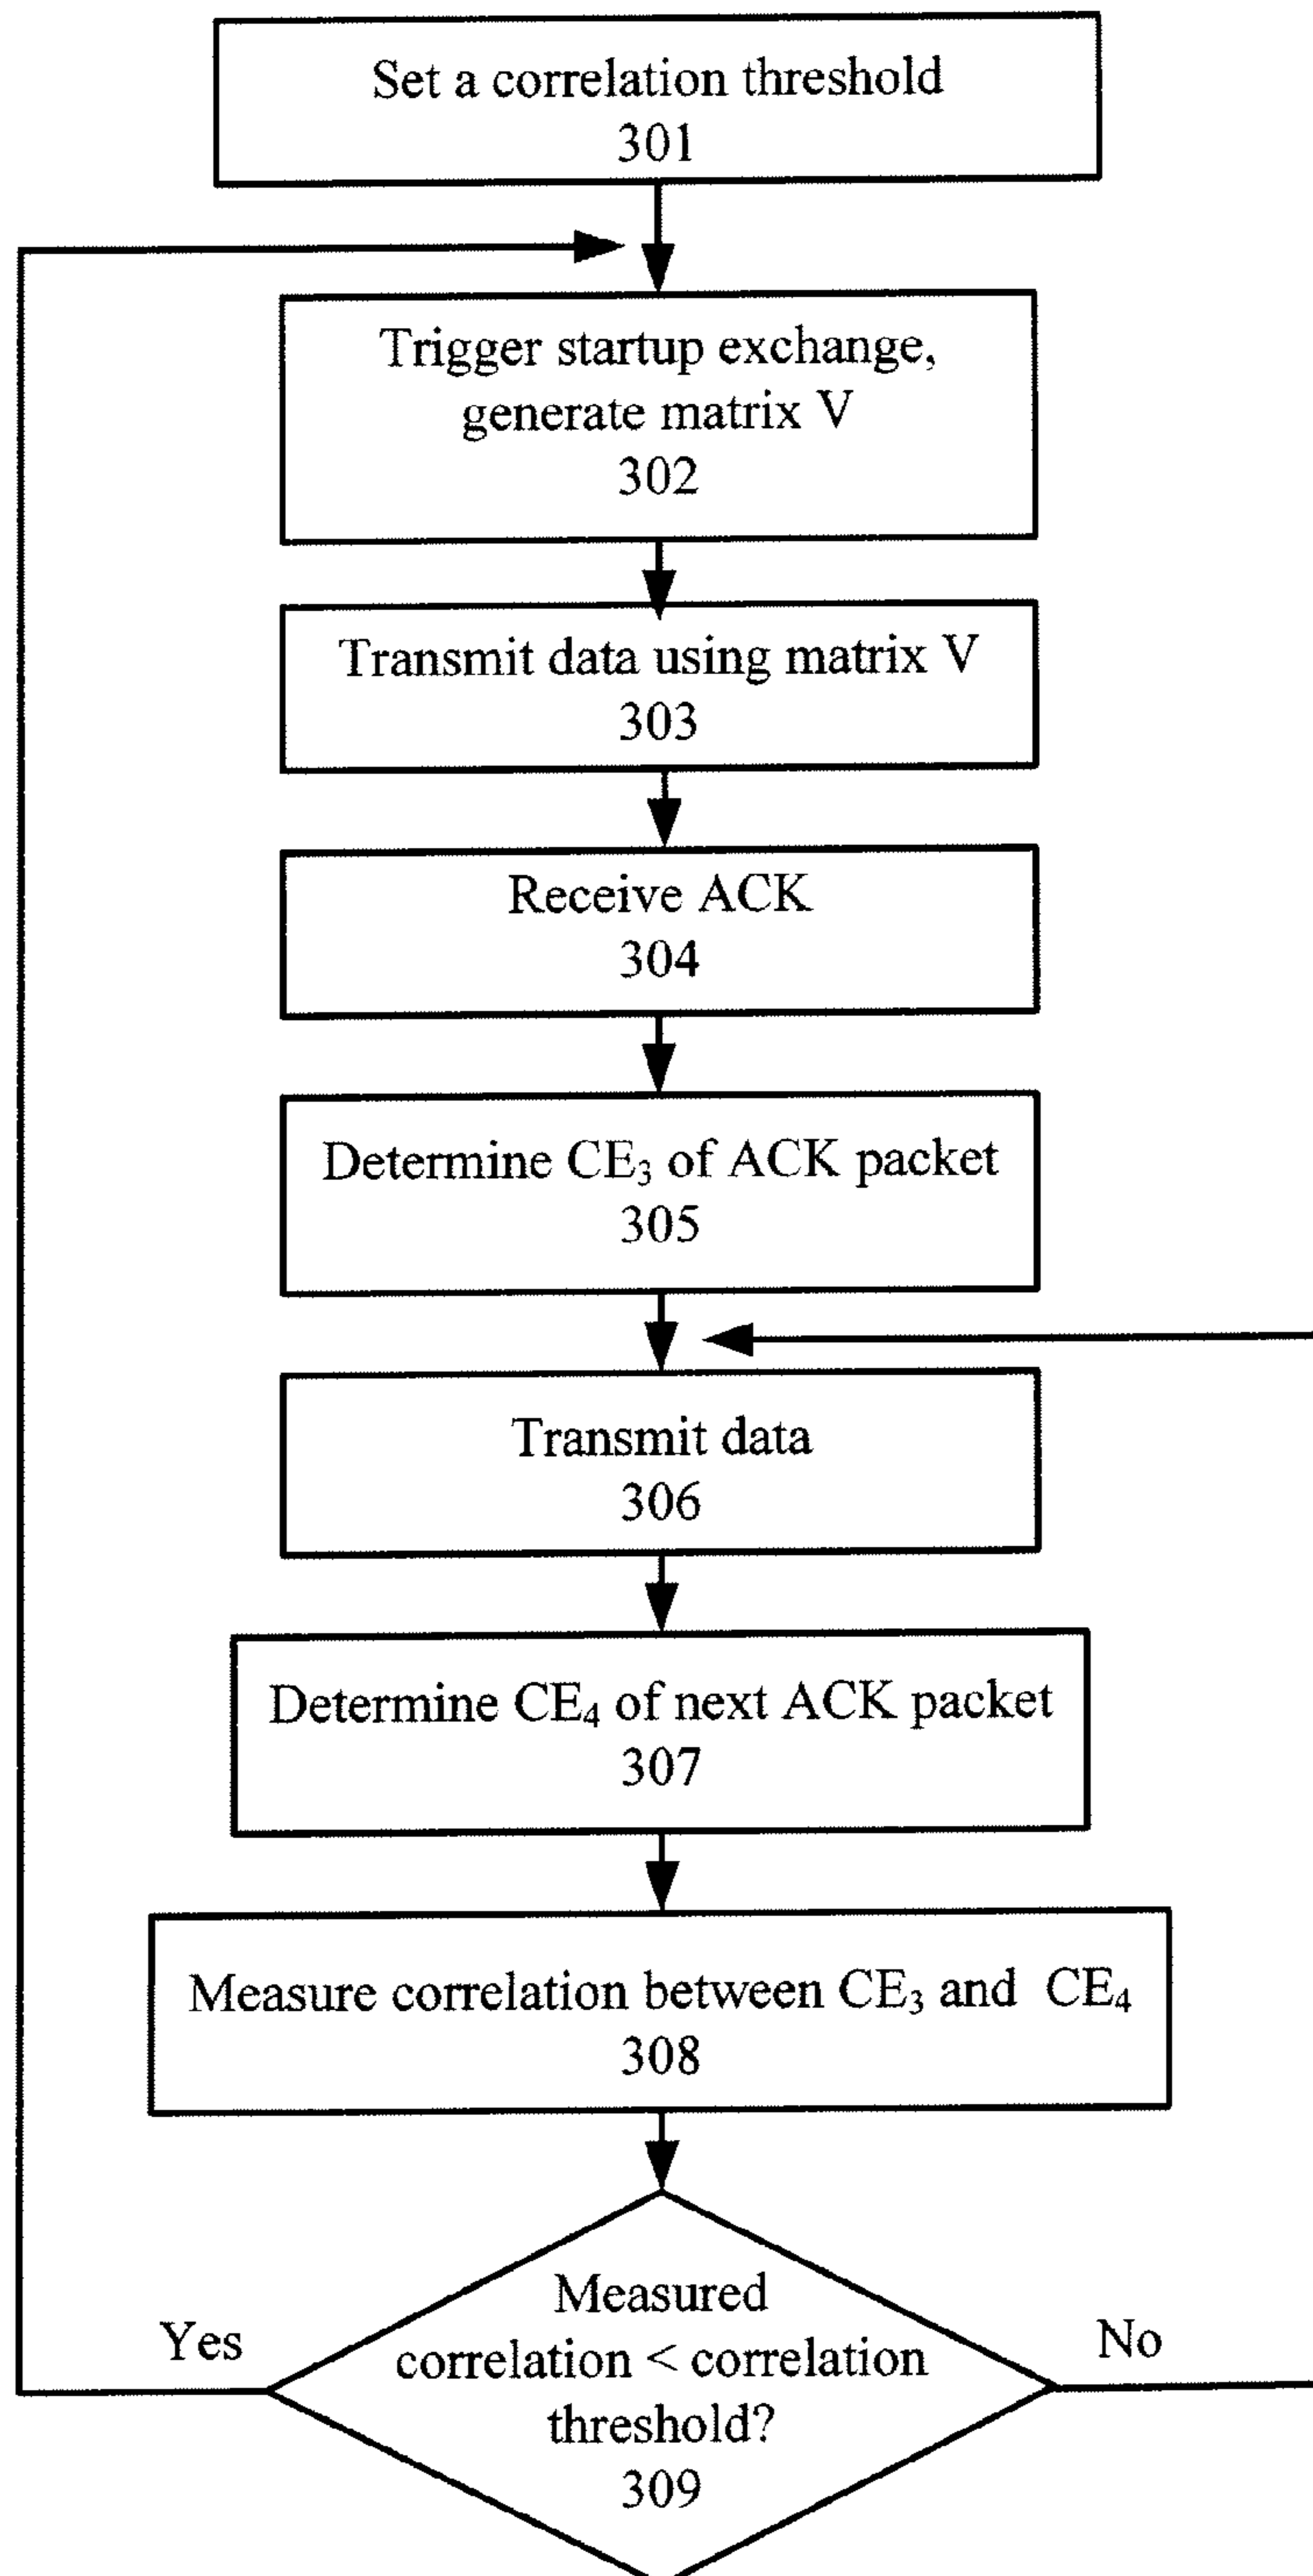 Set a correlation threshold
301
Trigger startup exchange,
generate matrix V
302
Transmit data using matrix V
303
Receive ACK
304
Determine CE₃ of ACK packet
305
Transmit data
306
Determine CE₄ of next ACK packet
307
Measure correlation between CE₃ and CE₄
308
Yes
Measured
correlation < correlation
threshold?
309
No